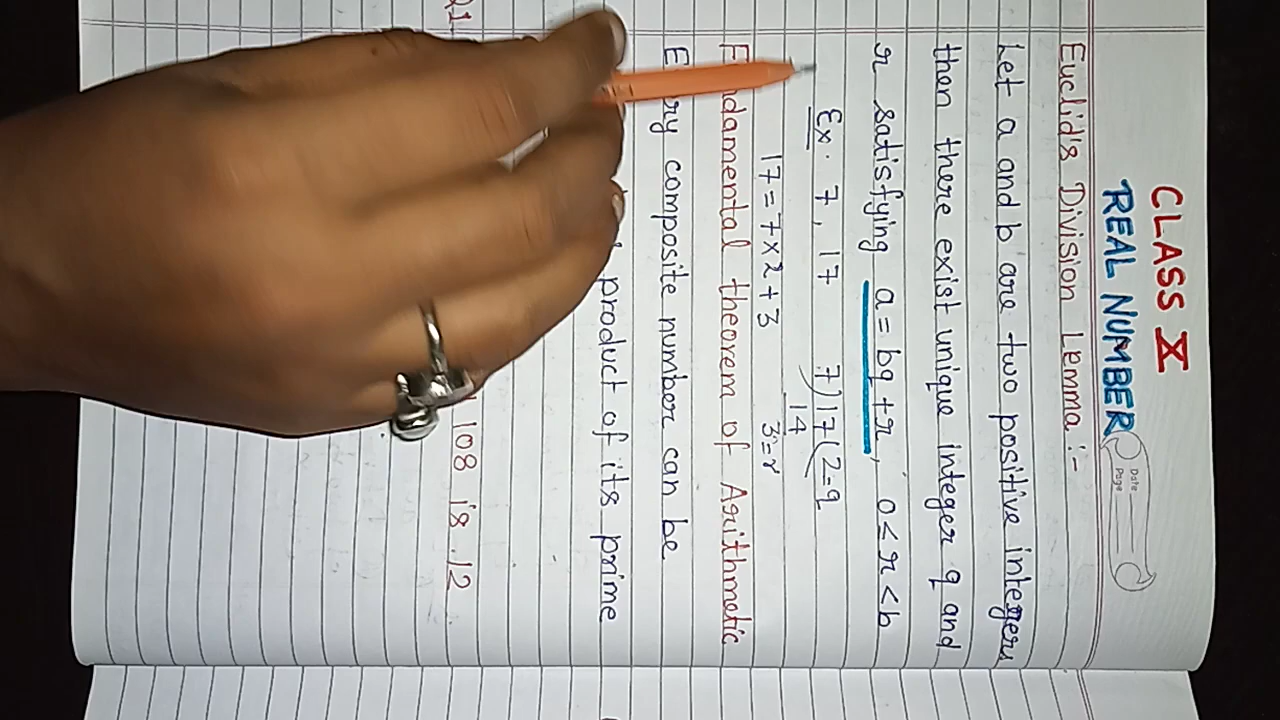 CLASS X
REAL NUMBER
Date
Page
Euclid's Division Lemma :-
Let a and b are two positive integers
then there exist unique integer q and
r satisfying a = bq + r, 0 < r < b
Ex. 7, 17 7)17(2=q
14
17 = 7 x 2 + 3 3=r
Fundamental theorem of Arithmetic
Every composite number can be
product of its prime
Q1. 108 is 12.